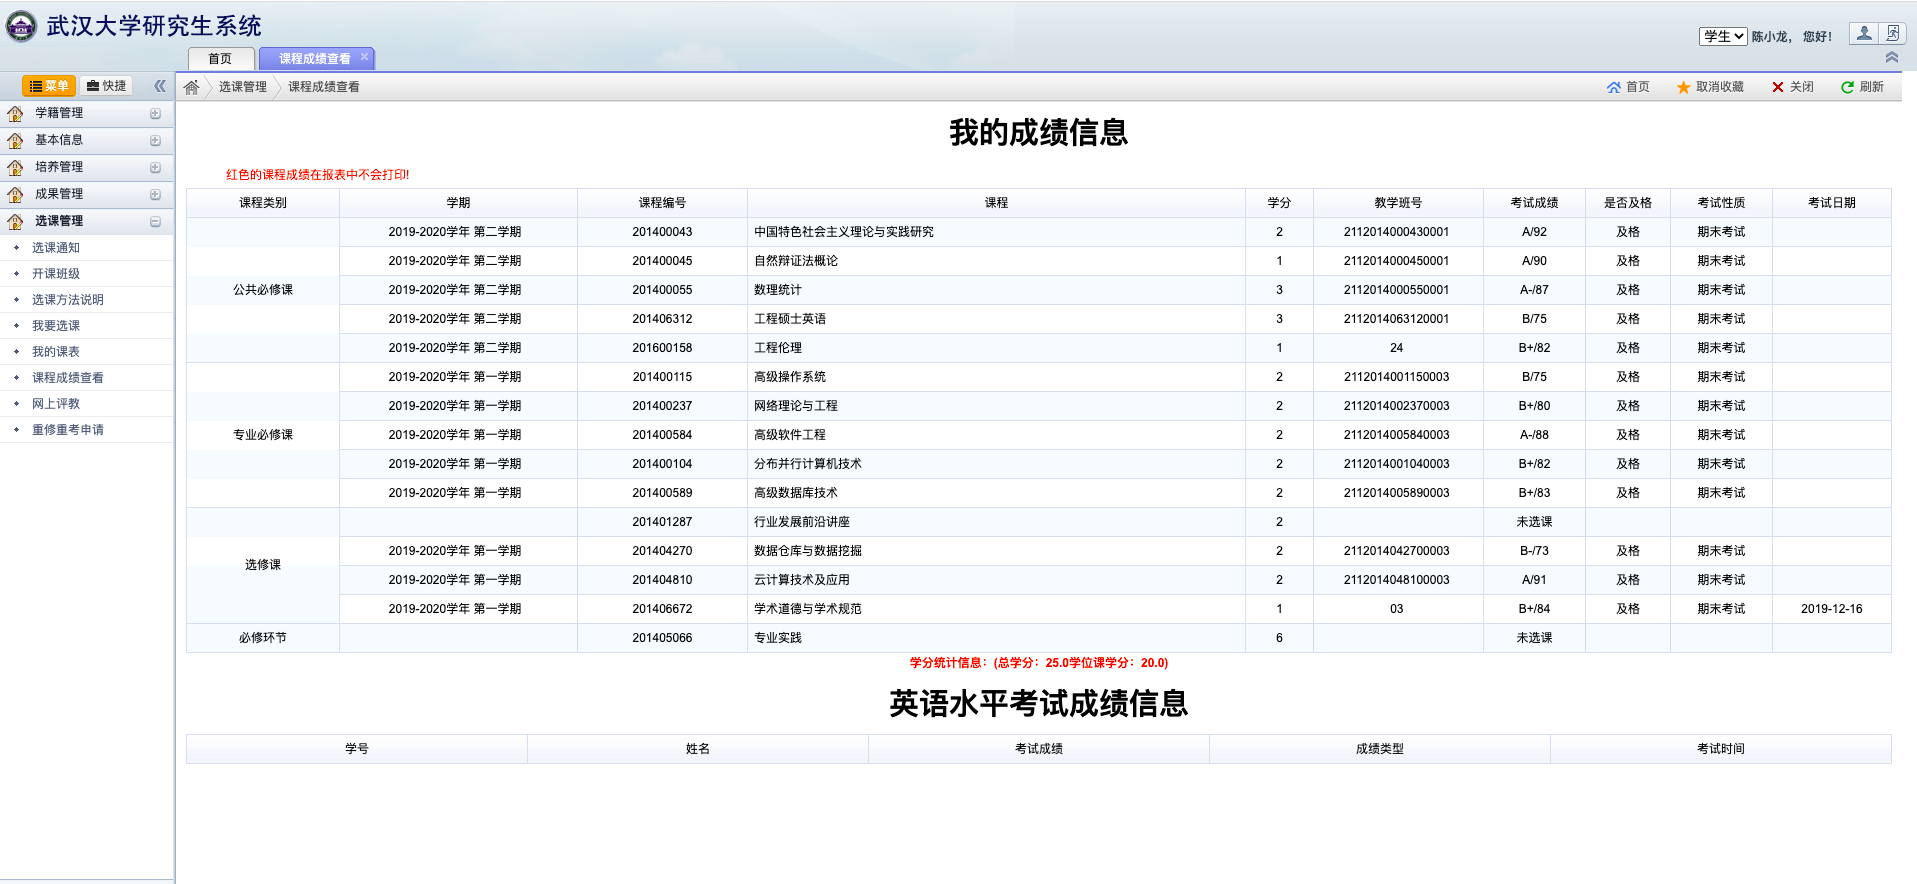 武汉大学研究生系统
学生 陈小龙， 您好！
首页 课程成绩查看
菜单 快捷
选课管理 课程成绩查看
首页 取消收藏 关闭 刷新
学籍管理
基本信息
培养管理
成果管理
选课管理
选课通知
开课班级
选课方法说明
我要选课
我的课表
课程成绩查看
网上评教
重修重考申请
我的成绩信息
红色的课程成绩在报表中不会打印!
课程类别 学期 课程编号 课程 学分 教学班号 考试成绩 是否及格 考试性质 考试日期
2019-2020学年 第二学期 201400043 中国特色社会主义理论与实践研究 2 2112014000430001 A/92 及格 期末考试
2019-2020学年 第二学期 201400045 自然辩证法概论 1 2112014000450001 A/90 及格 期末考试
公共必修课 2019-2020学年 第二学期 201400055 数理统计 3 2112014000550001 A-/87 及格 期末考试
2019-2020学年 第二学期 201406312 工程硕士英语 3 2112014063120001 B/75 及格 期末考试
2019-2020学年 第二学期 201600158 工程伦理 1 24 B+/82 及格 期末考试
2019-2020学年 第一学期 201400115 高级操作系统 2 2112014001150003 B/75 及格 期末考试
2019-2020学年 第一学期 201400237 网络理论与工程 2 2112014002370003 B+/80 及格 期末考试
专业必修课 2019-2020学年 第一学期 201400584 高级软件工程 2 2112014005840003 A-/88 及格 期末考试
2019-2020学年 第一学期 201400104 分布并行计算机技术 2 2112014001040003 B+/82 及格 期末考试
2019-2020学年 第一学期 201400589 高级数据库技术 2 2112014005890003 B+/83 及格 期末考试
201401287 行业发展前沿讲座 2 未选课
2019-2020学年 第一学期 201404270 数据仓库与数据挖掘 2 2112014042700003 B-/73 及格 期末考试
选修课
2019-2020学年 第一学期 201404810 云计算技术及应用 2 2112014048100003 A/91 及格 期末考试
2019-2020学年 第一学期 201406672 学术道德与学术规范 1 03 B+/84 及格 期末考试 2019-12-16
必修环节 201405066 专业实践 6 未选课
学分统计信息：(总学分：25.0学位课学分：20.0)
英语水平考试成绩信息
学号 姓名 考试成绩 成绩类型 考试时间